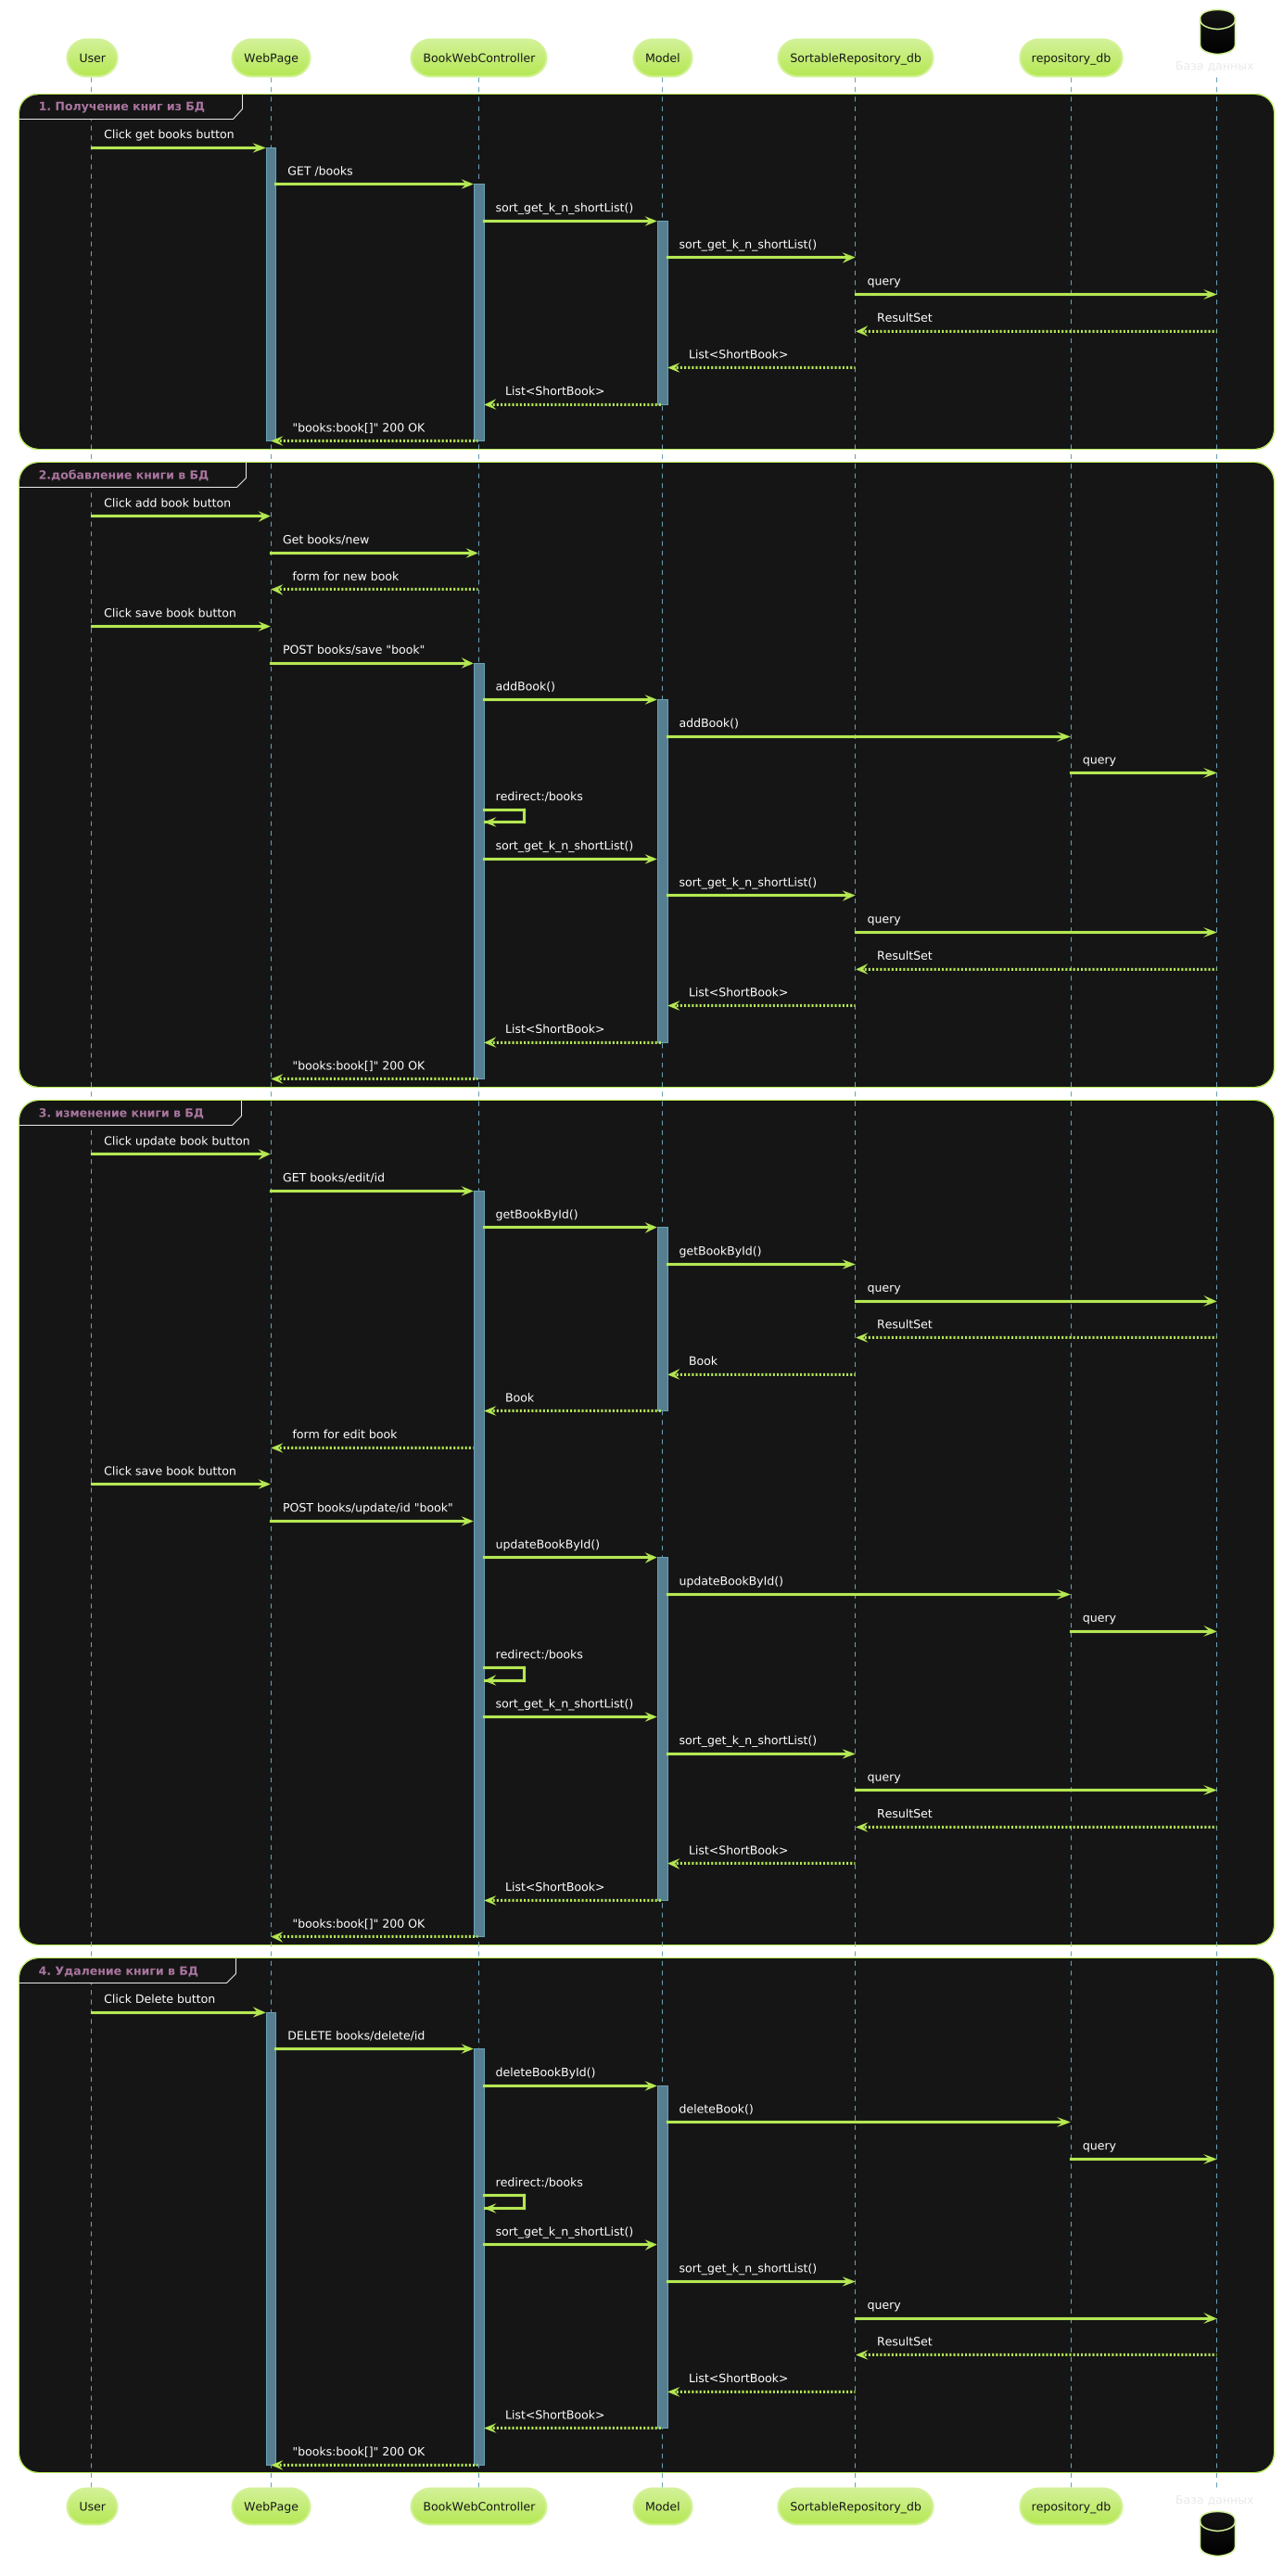 База данных
User
WebPage
BookWebController
Model
SortableRepository_db
repository_db
1. Получение книг из БД
Click get books button
GET /books
sort_get_k_n_shortList()
sort_get_k_n_shortList()
query
ResultSet
List<ShortBook>
List<ShortBook>
"books:book[]" 200 OK
2.добавление книги в БД
Click add book button
Get books/new
form for new book
Click save book button
POST books/save "book"
addBook()
addBook()
query
redirect:/books
sort_get_k_n_shortList()
sort_get_k_n_shortList()
query
ResultSet
List<ShortBook>
List<ShortBook>
"books:book[]" 200 OK
3. изменение книги в БД
Click update book button
GET books/edit/id
getBookById()
getBookById()
query
ResultSet
Book
Book
form for edit book
Click save book button
POST books/update/id "book"
updateBookById()
updateBookById()
query
redirect:/books
sort_get_k_n_shortList()
sort_get_k_n_shortList()
query
ResultSet
List<ShortBook>
List<ShortBook>
"books:book[]" 200 OK
4. Удаление книги в БД
Click Delete button
DELETE books/delete/id
deleteBookById()
deleteBook()
query
redirect:/books
sort_get_k_n_shortList()
sort_get_k_n_shortList()
query
ResultSet
List<ShortBook>
List<ShortBook>
"books:book[]" 200 OK
User
WebPage
BookWebController
Model
SortableRepository_db
repository_db
База данных